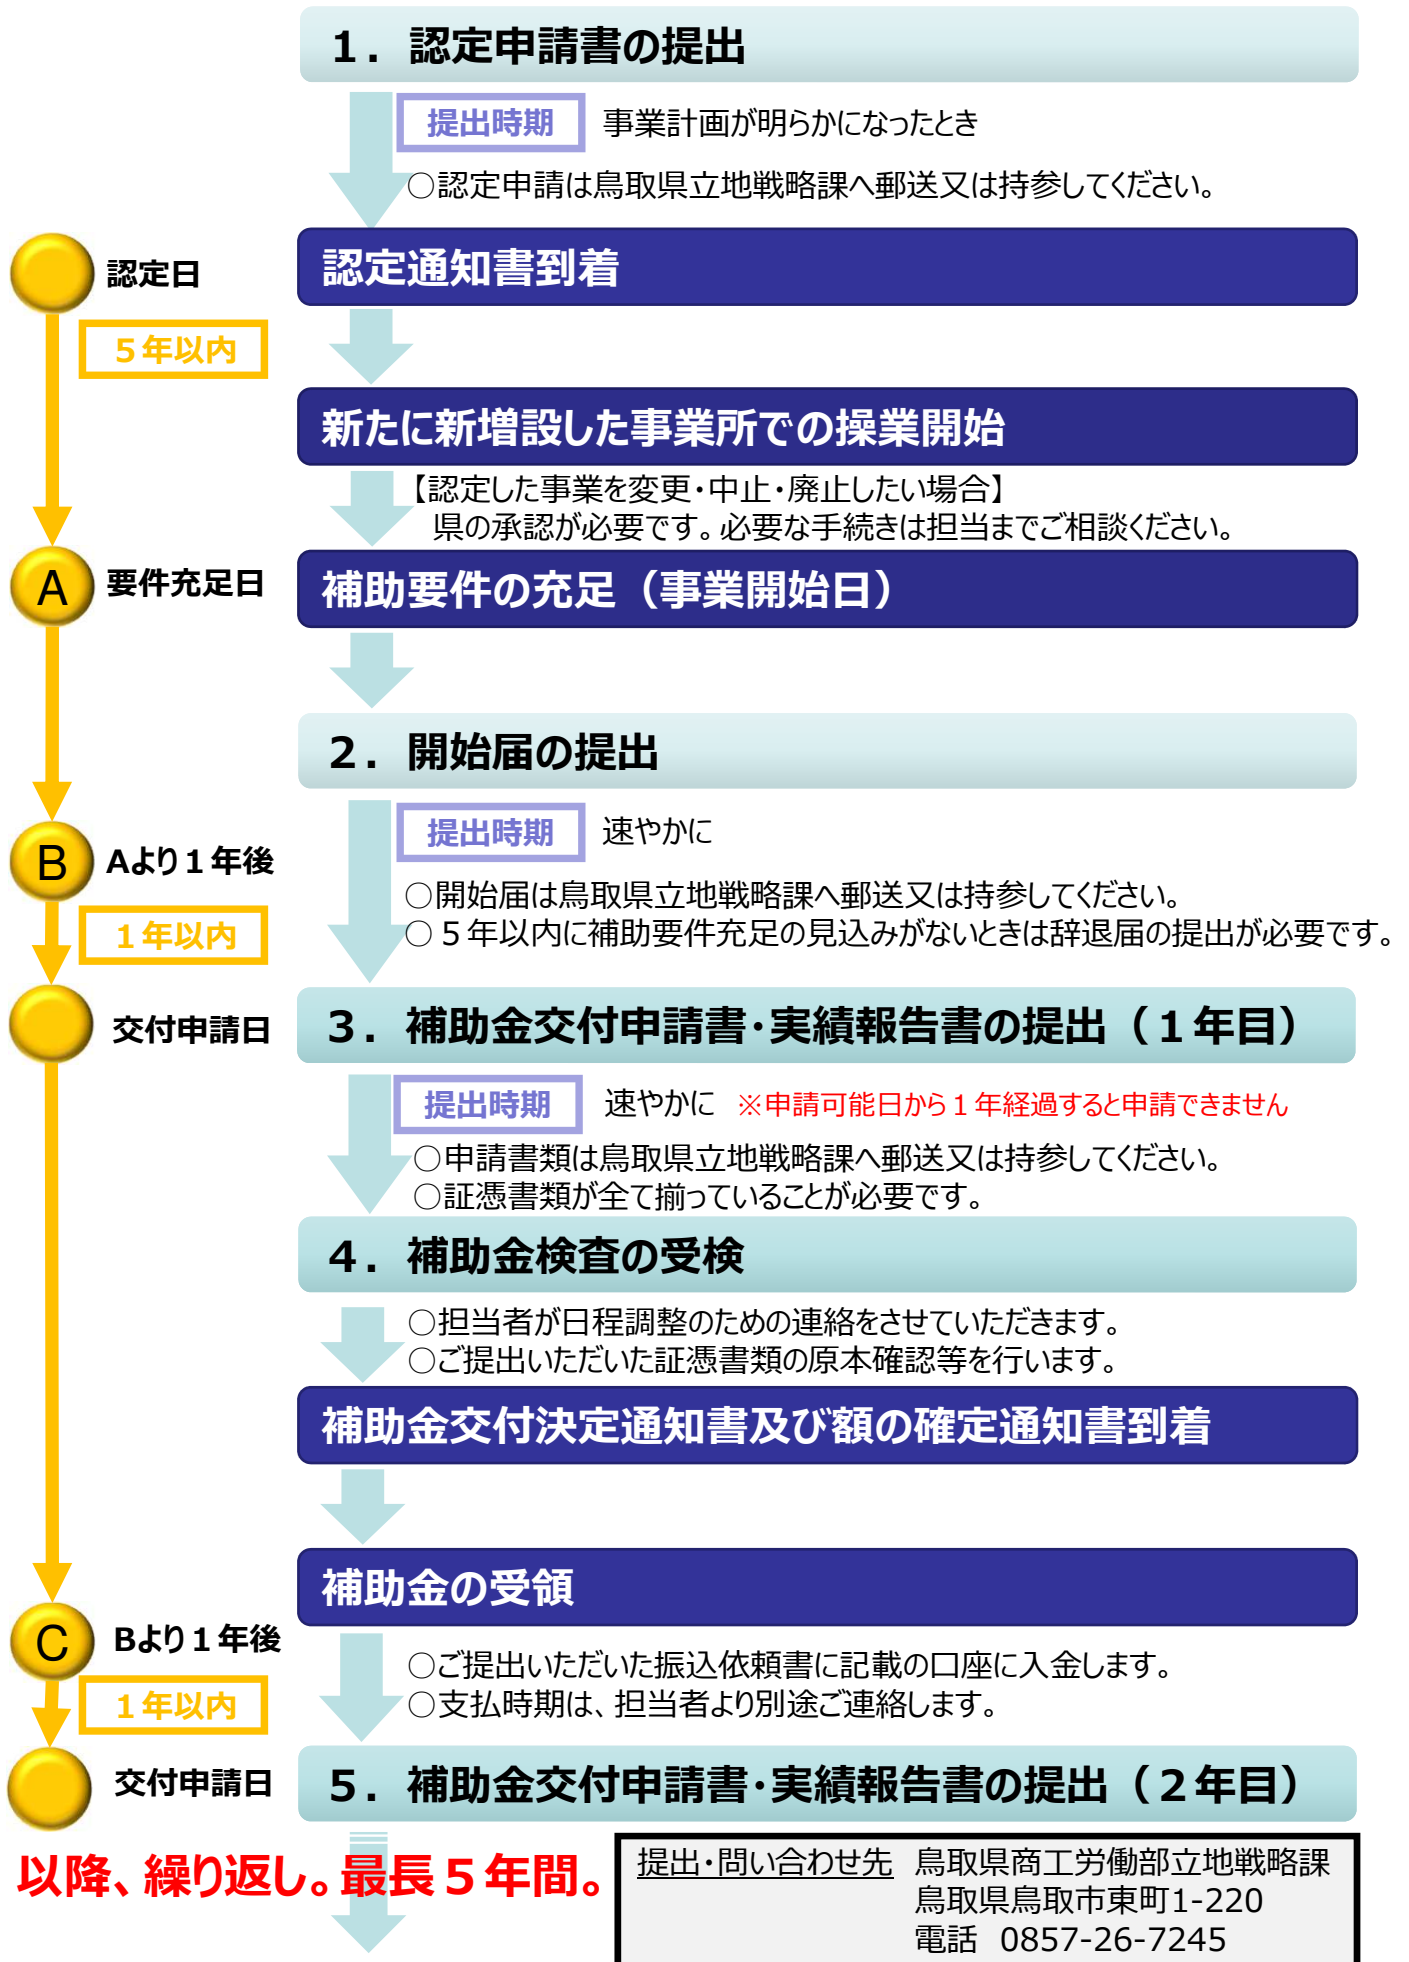 １．認定申請書の提出
提出時期 事業計画が明らかになったとき
○認定申請は鳥取県立地戦略課へ郵送又は持参してください。
認定日
認定通知書到着
５年以内
新たに新増設した事業所での操業開始
【認定した事業を変更・中止・廃止したい場合】
県の承認が必要です。必要な手続きは担当までご相談ください。
A 要件充足日
補助要件の充足（事業開始日）
２．開始届の提出
提出時期 速やかに
B Aより１年後
○開始届は鳥取県立地戦略課へ郵送又は持参してください。
１年以内
○５年以内に補助要件充足の見込みがないときは辞退届の提出が必要です。
交付申請日
３．補助金交付申請書・実績報告書の提出（１年目）
提出時期 速やかに ※申請可能日から１年経過すると申請できません
○申請書類は鳥取県立地戦略課へ郵送又は持参してください。
○証憑書類が全て揃っていることが必要です。
４．補助金検査の受検
○担当者が日程調整のための連絡をさせていただきます。
○ご提出いただいた証憑書類の原本確認等を行います。
補助金交付決定通知書及び額の確定通知書到着
補助金の受領
C Bより１年後
○ご提出いただいた振込依頼書に記載の口座に入金します。
１年以内
○支払時期は、担当者より別途ご連絡します。
交付申請日
５．補助金交付申請書・実績報告書の提出（２年目）
以降、繰り返し。最長５年間。
提出・問い合わせ先 鳥取県商工労働部立地戦略課
鳥取県鳥取市東町1-220
電話 0857-26-7245